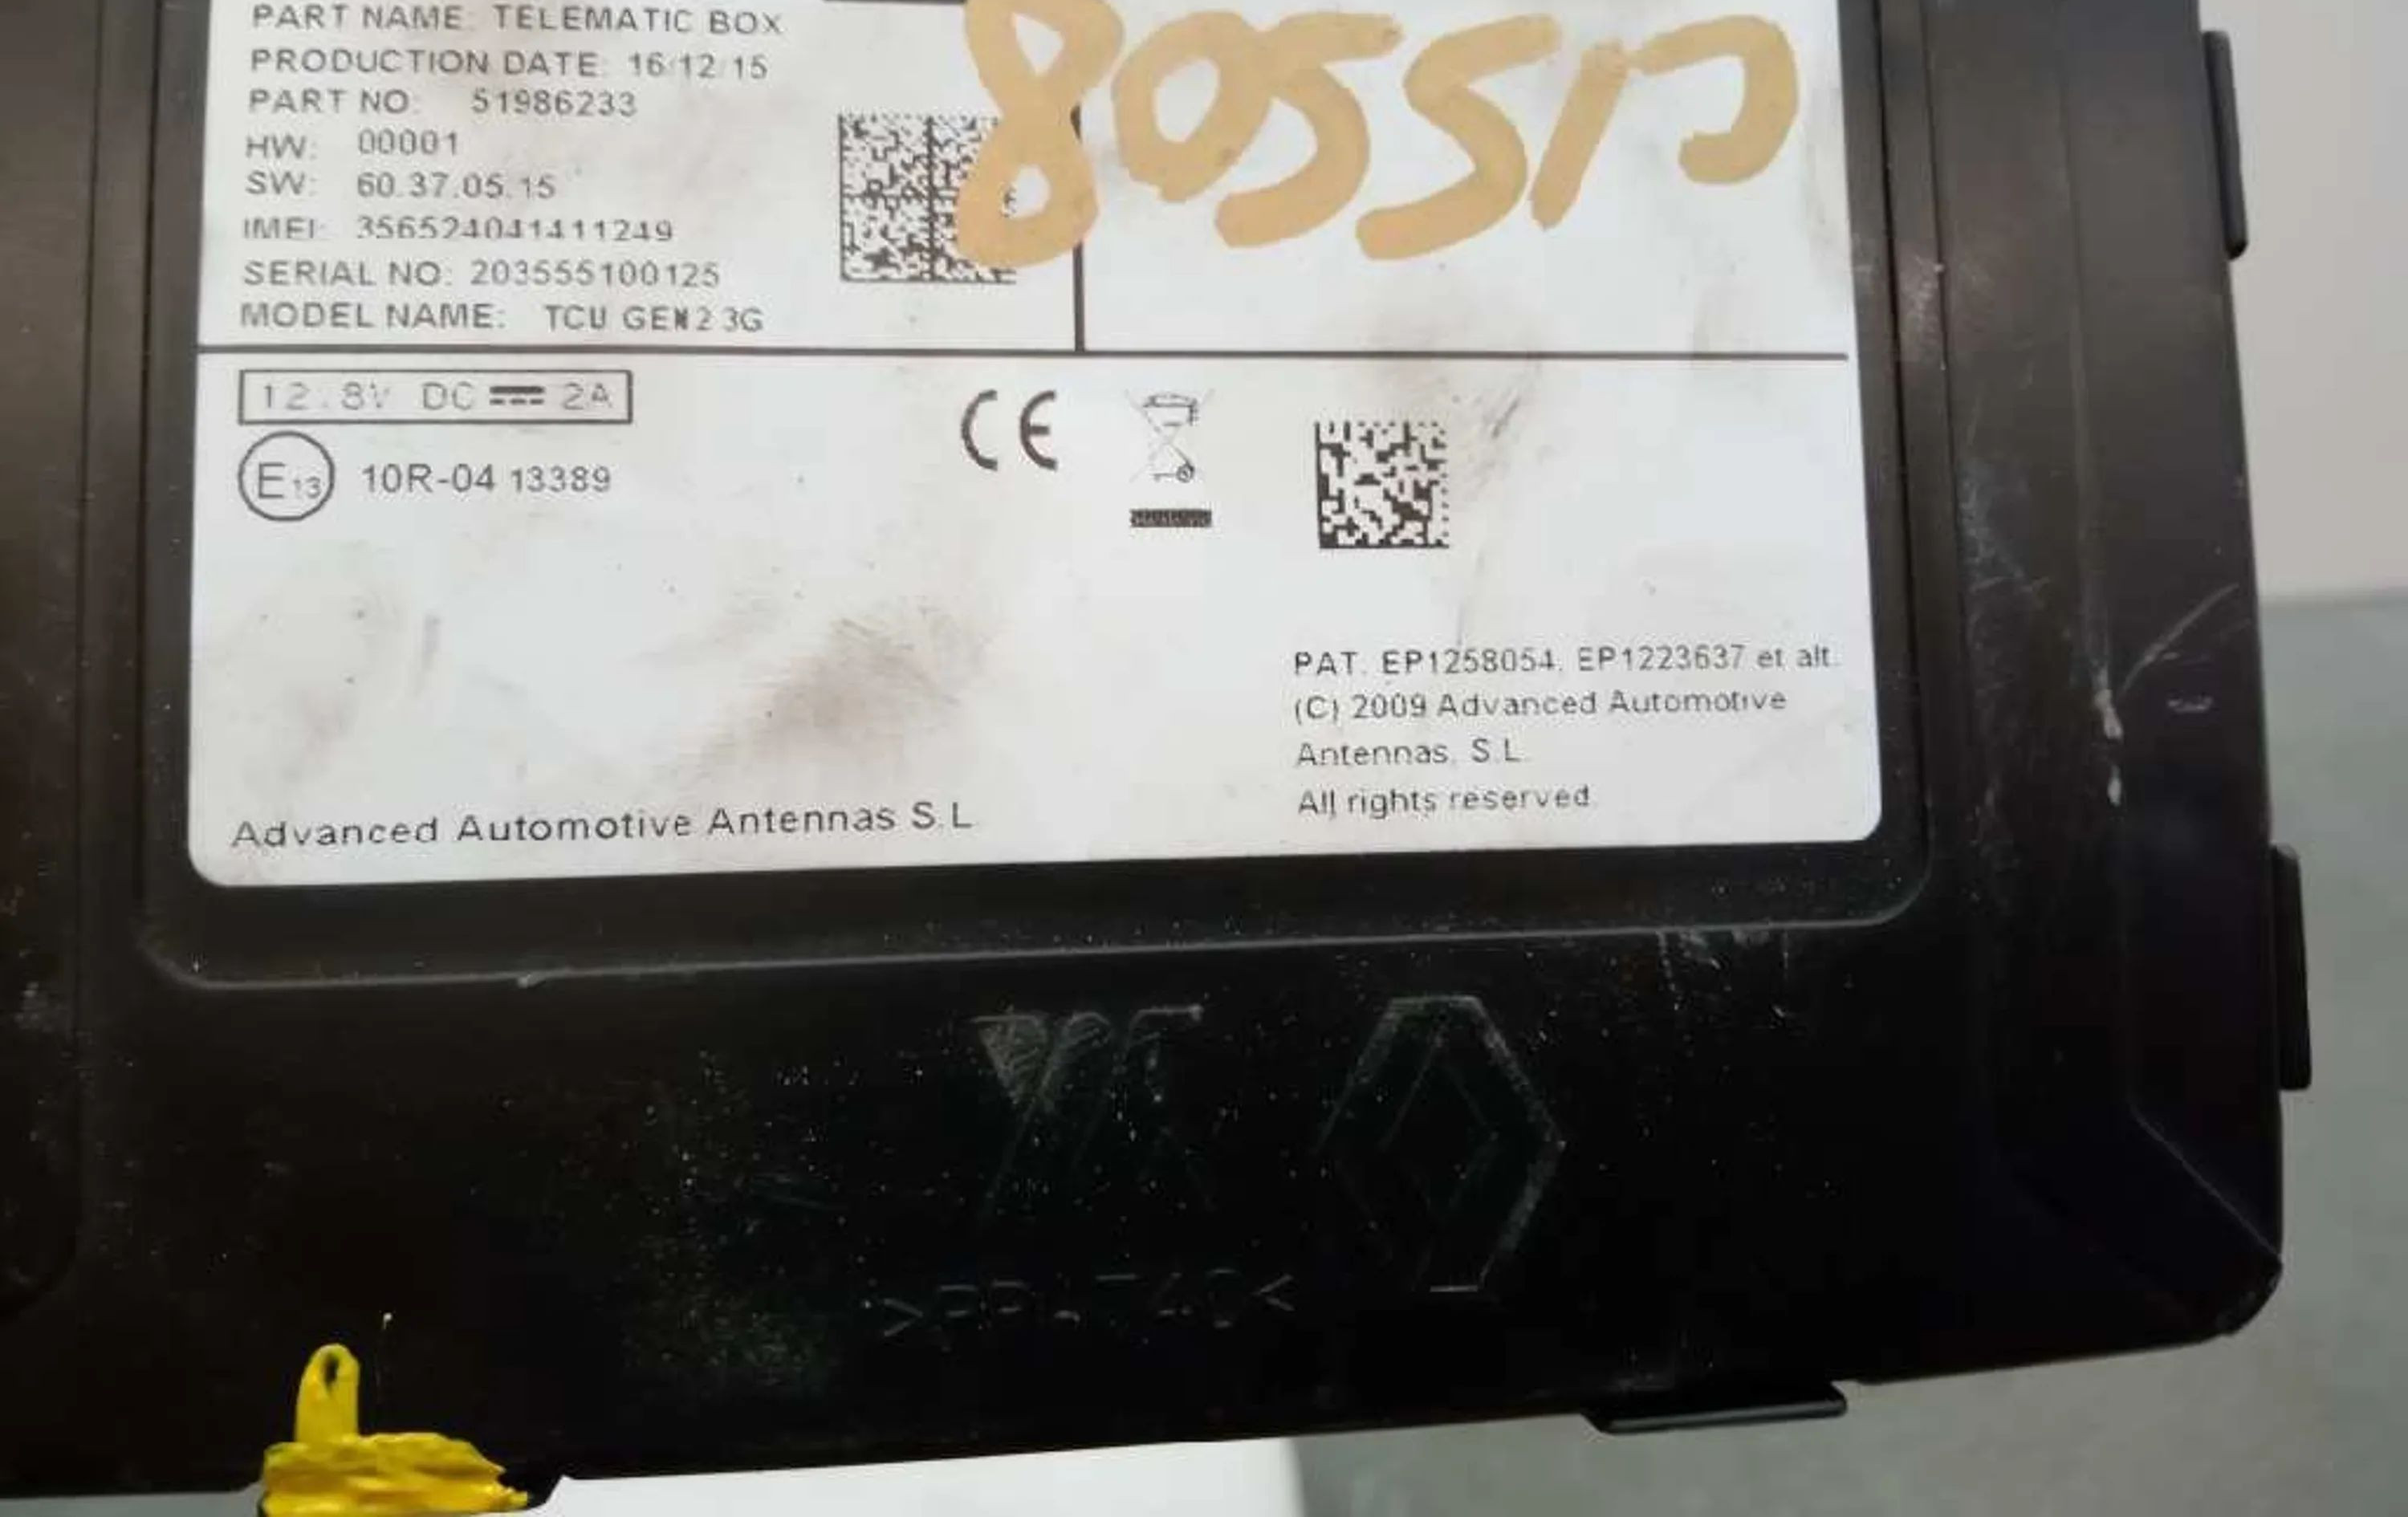 PART NAME: TELEMATIC BOX
PRODUCTION DATE: 16/12/15
PART NO: 51986233
HW: 00001
SW: 60.37.05.15
IMEI: 356524041411249
SERIAL NO: 203555100125
MODEL NAME: TCU GEN2 3G
12.8V DC 2A
E13 10R-04 13389
CE
PAT. EP1258054, EP1223637 et alt.
(C) 2009 Advanced Automotive
Antennas, S.L.
All rights reserved.
Advanced Automotive Antennas S.L